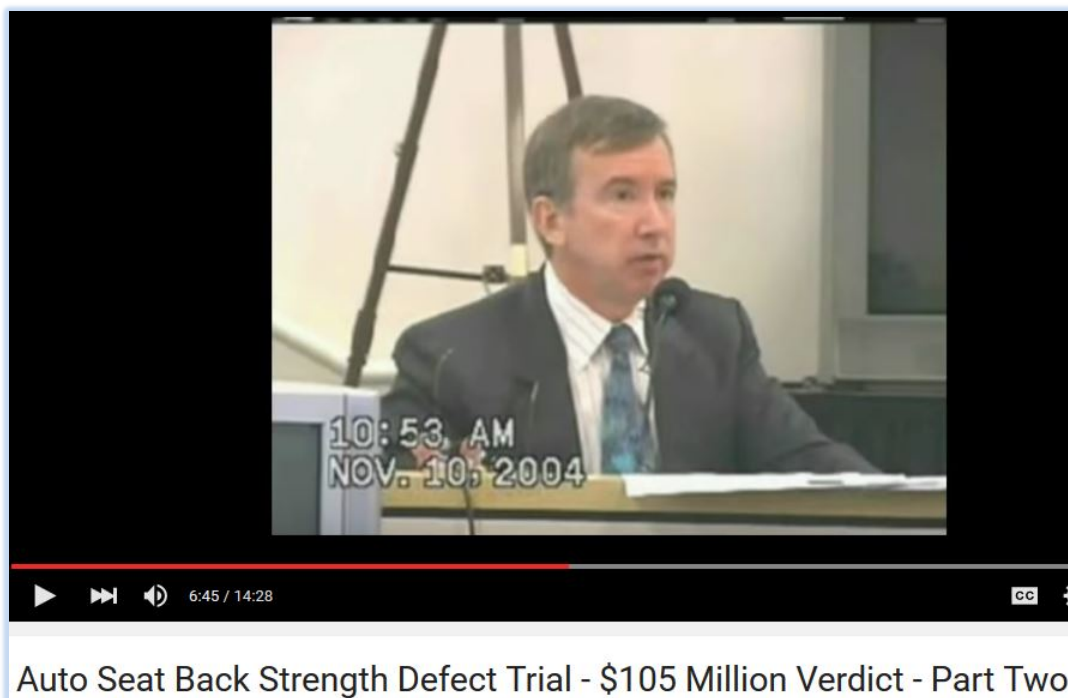 10:53 AM
NOV. 10, 2004
6:45 / 14:28
CC
Auto Seat Back Strength Defect Trial - $105 Million Verdict - Part Two